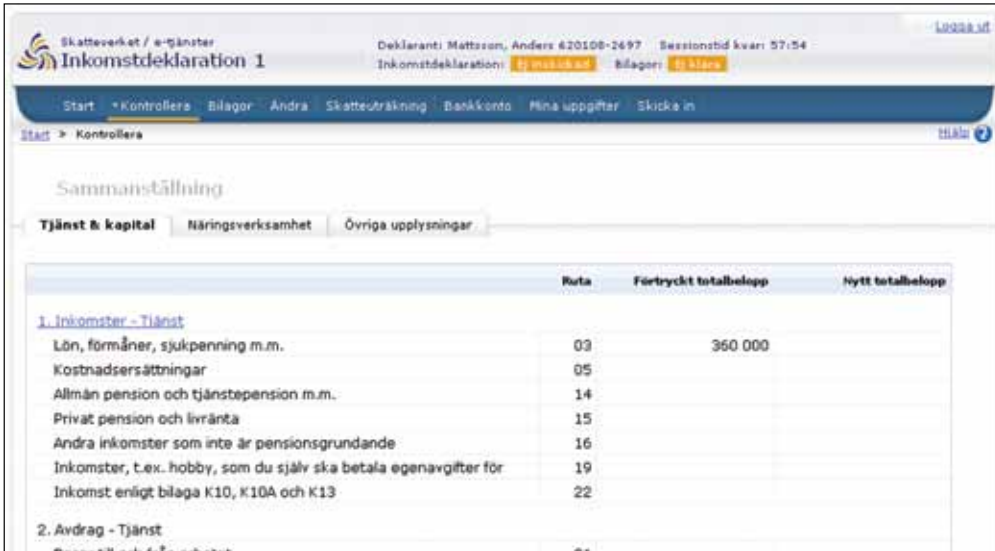 Logga ut
Skatteverket / e-tjänster
Inkomstdeklaration 1
Deklarant: Mattsson, Anders 620108-2697 Sessionstid kvar: 57:54
Inkomstdeklaration: Ej inskickad Bilagor: Ej klara
Start Kontrollera Bilagor Ändra Skatteuträkning Bankkonto Mina uppgifter Skicka in
Start > Kontrollera
Hjälp ?
Sammanställning
Tjänst & kapital Näringsverksamhet Övriga upplysningar
Ruta Förtryckt totalbelopp Nytt totalbelopp
1. Inkomster - Tjänst
Lön, förmåner, sjukpenning m.m. 03 360 000
Kostnadsersättningar 05
Allmän pension och tjänstepension m.m. 14
Privat pension och livränta 15
Andra inkomster som inte är pensionsgrundande 16
Inkomster, t.ex. hobby, som du själv ska betala egenavgifter för 19
Inkomst enligt bilaga K10, K10A och K13 22
2. Avdrag - Tjänst